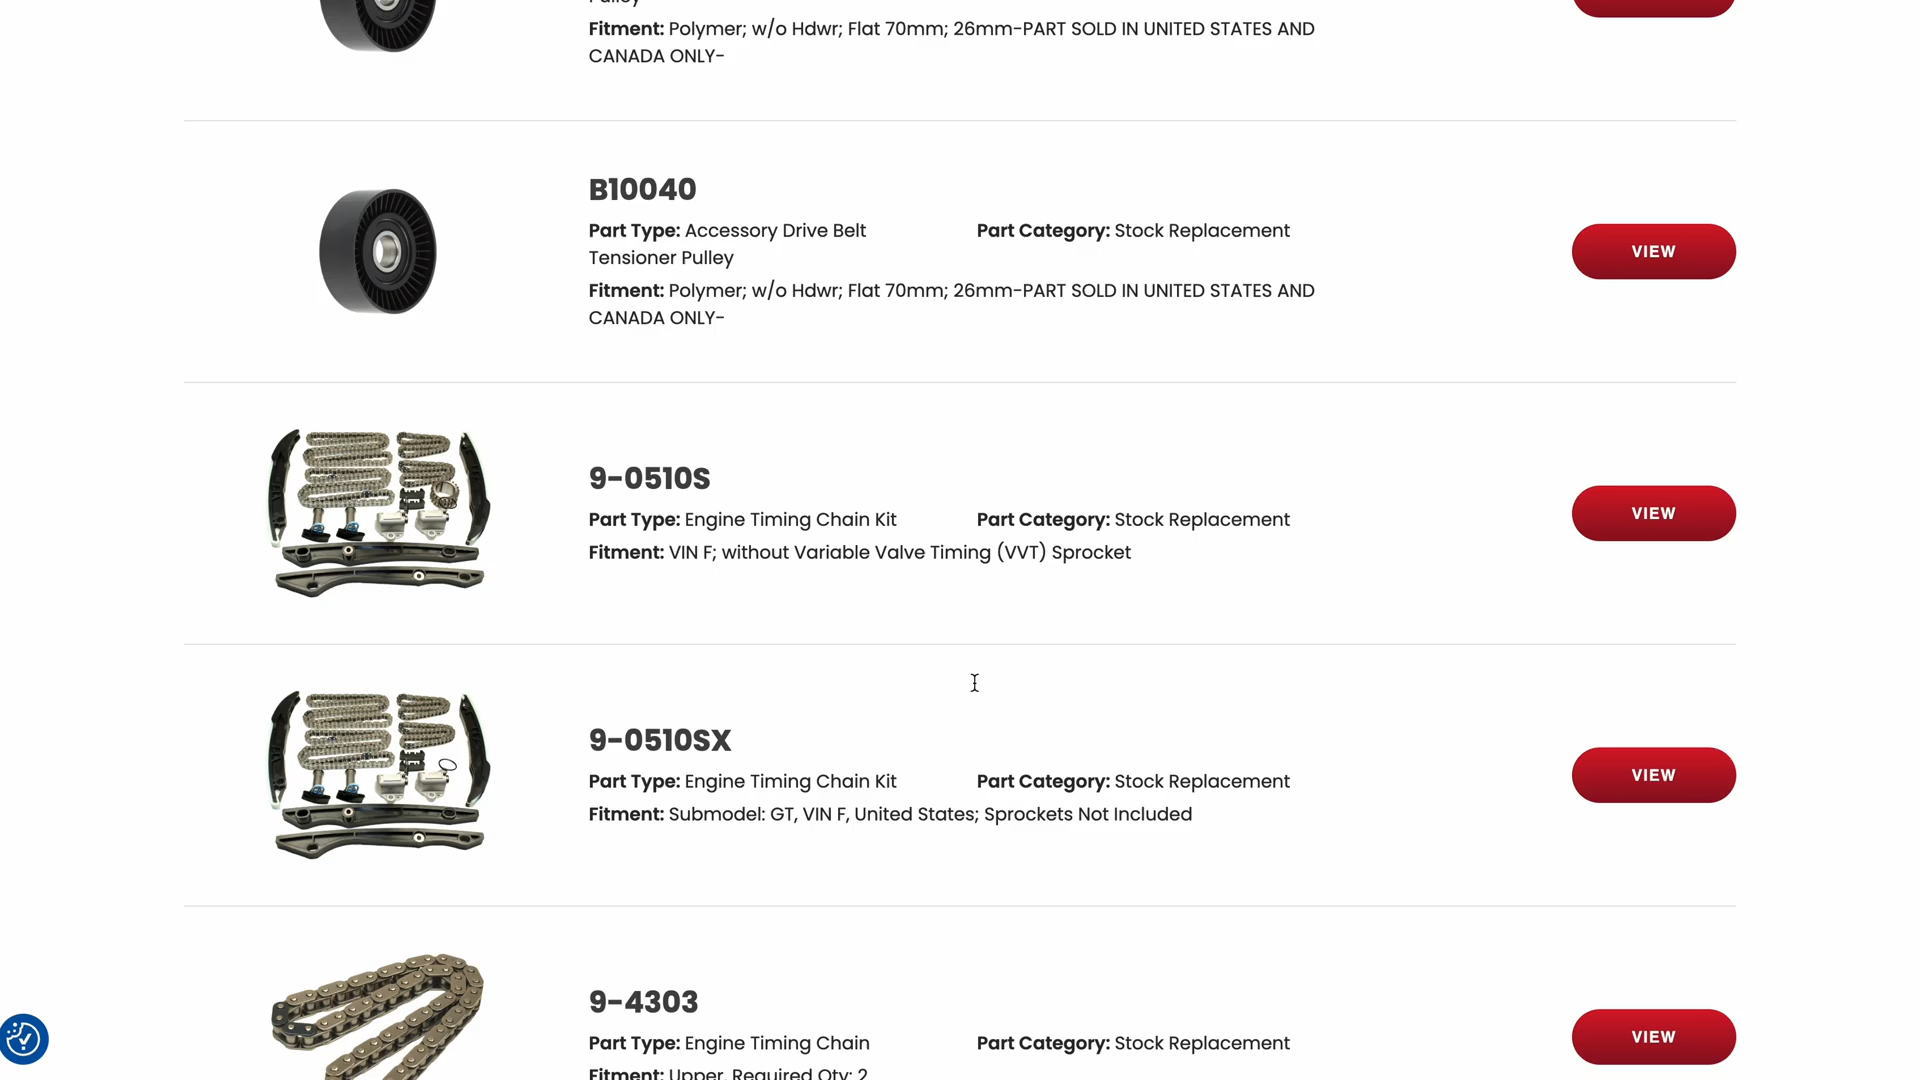 Fitment: Polymer; w/o Hdwr; Flat 70mm; 26mm-PART SOLD IN UNITED STATES AND
CANADA ONLY-
B10040
Part Type: Accessory Drive Belt
Tensioner Pulley
Part Category: Stock Replacement
Fitment: Polymer; w/o Hdwr; Flat 70mm; 26mm-PART SOLD IN UNITED STATES AND
CANADA ONLY-
VIEW
9-0510S
Part Type: Engine Timing Chain Kit
Part Category: Stock Replacement
Fitment: VIN F; without Variable Valve Timing (VVT) Sprocket
VIEW
9-0510SX
Part Type: Engine Timing Chain Kit
Part Category: Stock Replacement
Fitment: Submodel: GT, VIN F, United States; Sprockets Not Included
VIEW
9-4303
Part Type: Engine Timing Chain
Part Category: Stock Replacement
Fitment: Upper, Required Qty: 2
VIEW